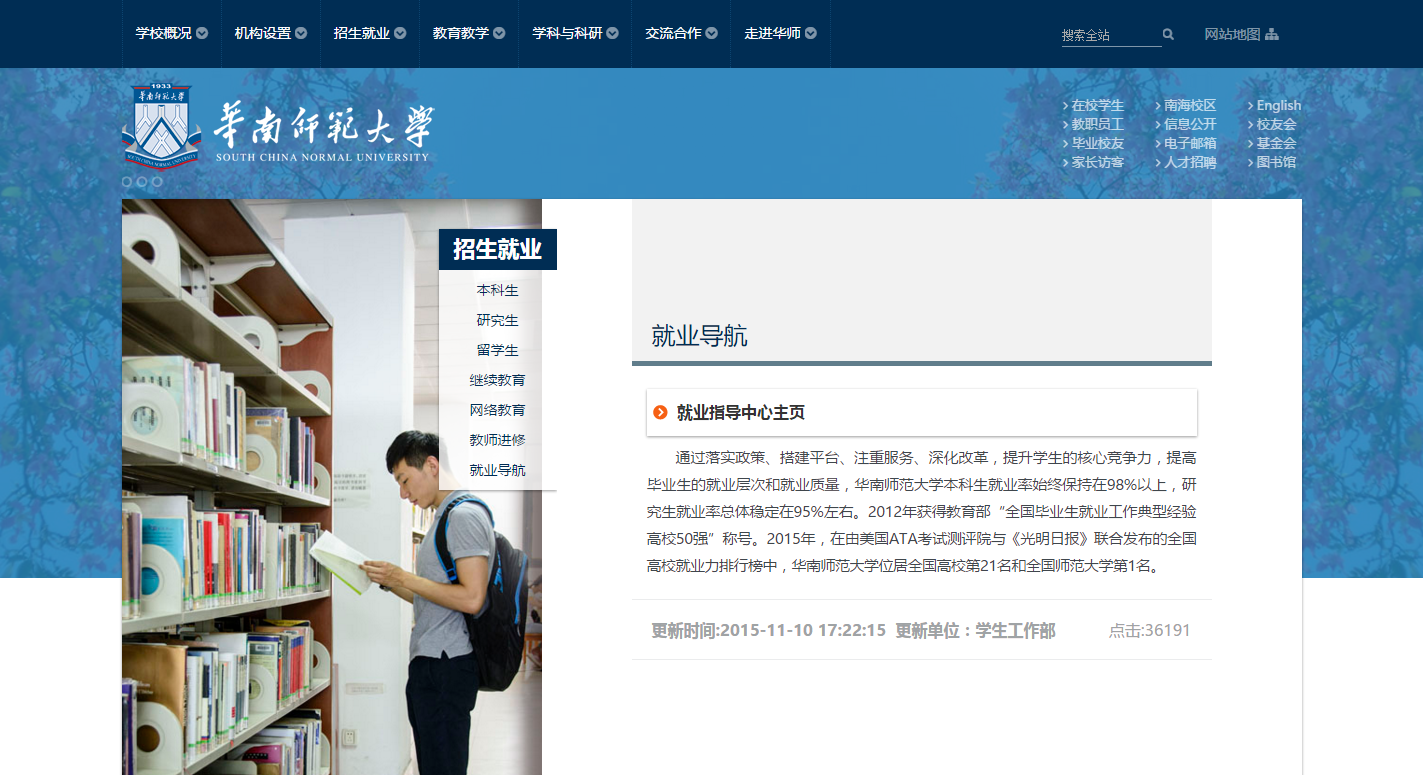 学校概况 机构设置 招生就业 教育教学 学科与科研 交流合作 走进华师 搜索全站 网站地图
1933
华南师范大学
SOUTH CHINA NORMAL UNIVERSITY
華南师範大學
SOUTH CHINA NORMAL UNIVERSITY
在校学生 南海校区 English
教职员工 信息公开 校友会
毕业校友 电子邮箱 基金会
家长访客 人才招聘 图书馆
招生就业
本科生
研究生
留学生
继续教育
网络教育
教师进修
就业导航
就业导航
就业指导中心主页
通过落实政策、搭建平台、注重服务、深化改革，提升学生的核心竞争力，提高
毕业生的就业层次和就业质量，华南师范大学本科生就业率始终保持在98%以上，研
究生就业率总体稳定在95%左右。2012年获得教育部“全国毕业生就业工作典型经验
高校50强”称号。2015年，在由美国ATA考试测评院与《光明日报》联合发布的全国
高校就业力排行榜中，华南师范大学位居全国高校第21名和全国师范大学第1名。
更新时间:2015-11-10 17:22:15 更新单位：学生工作部 点击:36191